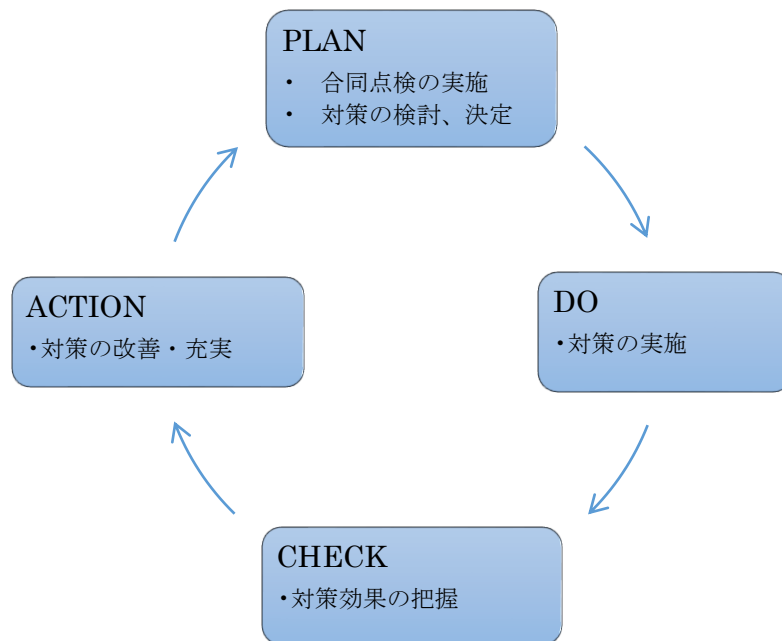 PLAN
・ 合同点検の実施
・ 対策の検討、決定
DO
・対策の実施
CHECK
・対策効果の把握
ACTION
・対策の改善・充実